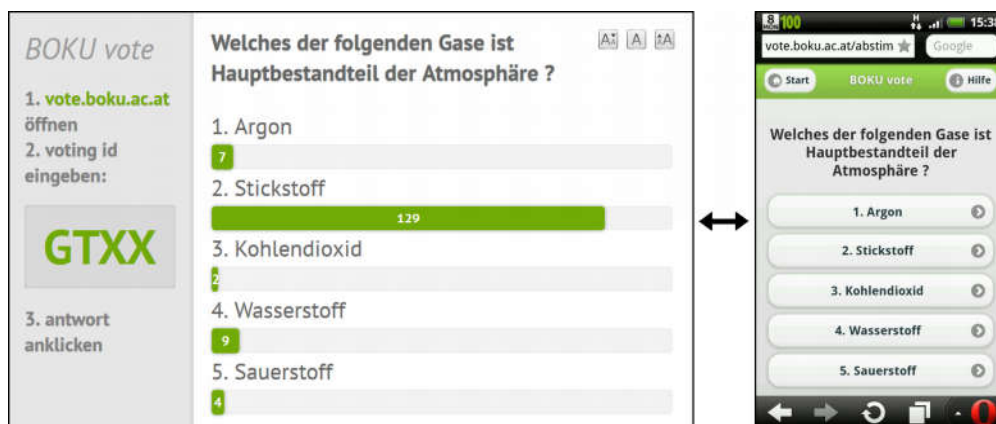 BOKU vote
1. vote.boku.ac.at
öffnen
2. voting id
eingeben:
GTXX
3. antwort
anklicken
Welches der folgenden Gase ist
Hauptbestandteil der Atmosphäre ?
A A A
1. Argon
7
2. Stickstoff
129
3. Kohlendioxid
2
4. Wasserstoff
9
5. Sauerstoff
4
100
H
15:38
vote.boku.ac.at/abstim
Google
Start
BOKU vote
Hilfe
Welches der folgenden Gase ist
Hauptbestandteil der
Atmosphäre ?
1. Argon
2. Stickstoff
3. Kohlendioxid
4. Wasserstoff
5. Sauerstoff